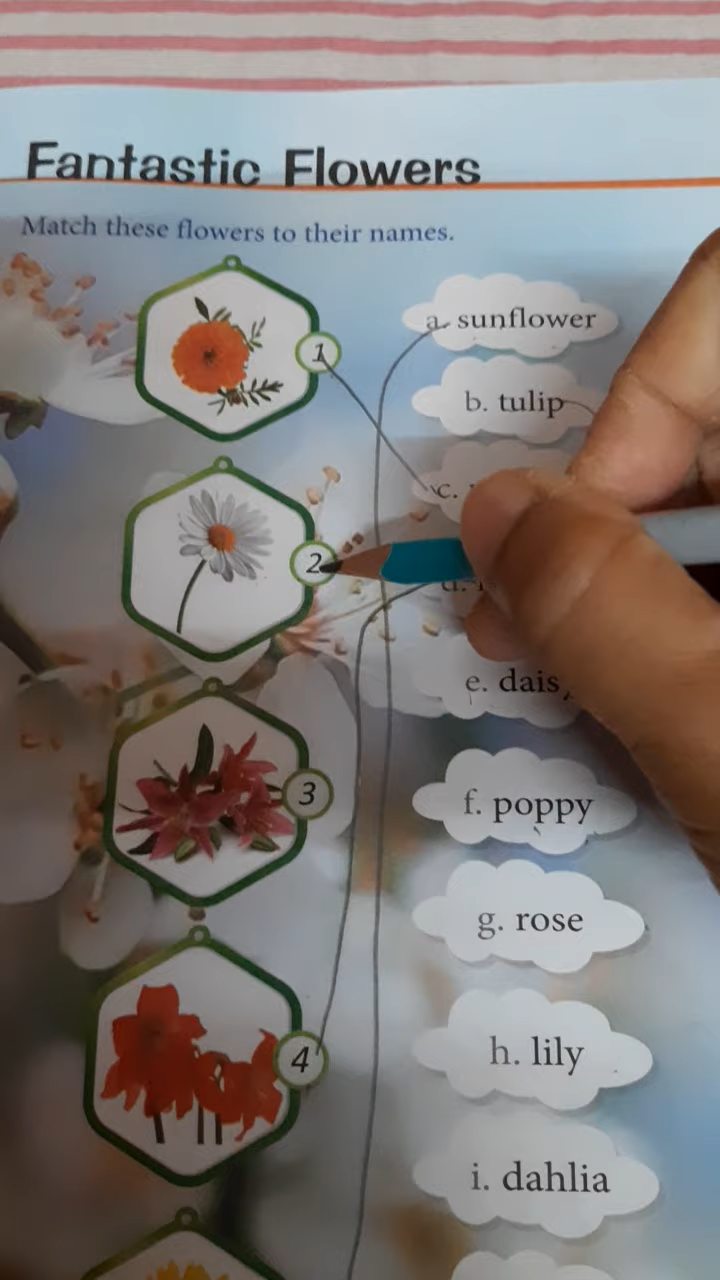 Fantastic Flowers
Match these flowers to their names.
1
a. sunflower
b. tulip
c.
2
d.
e.
3
f. poppy
g. rose
4
h. lily
i. dahlia